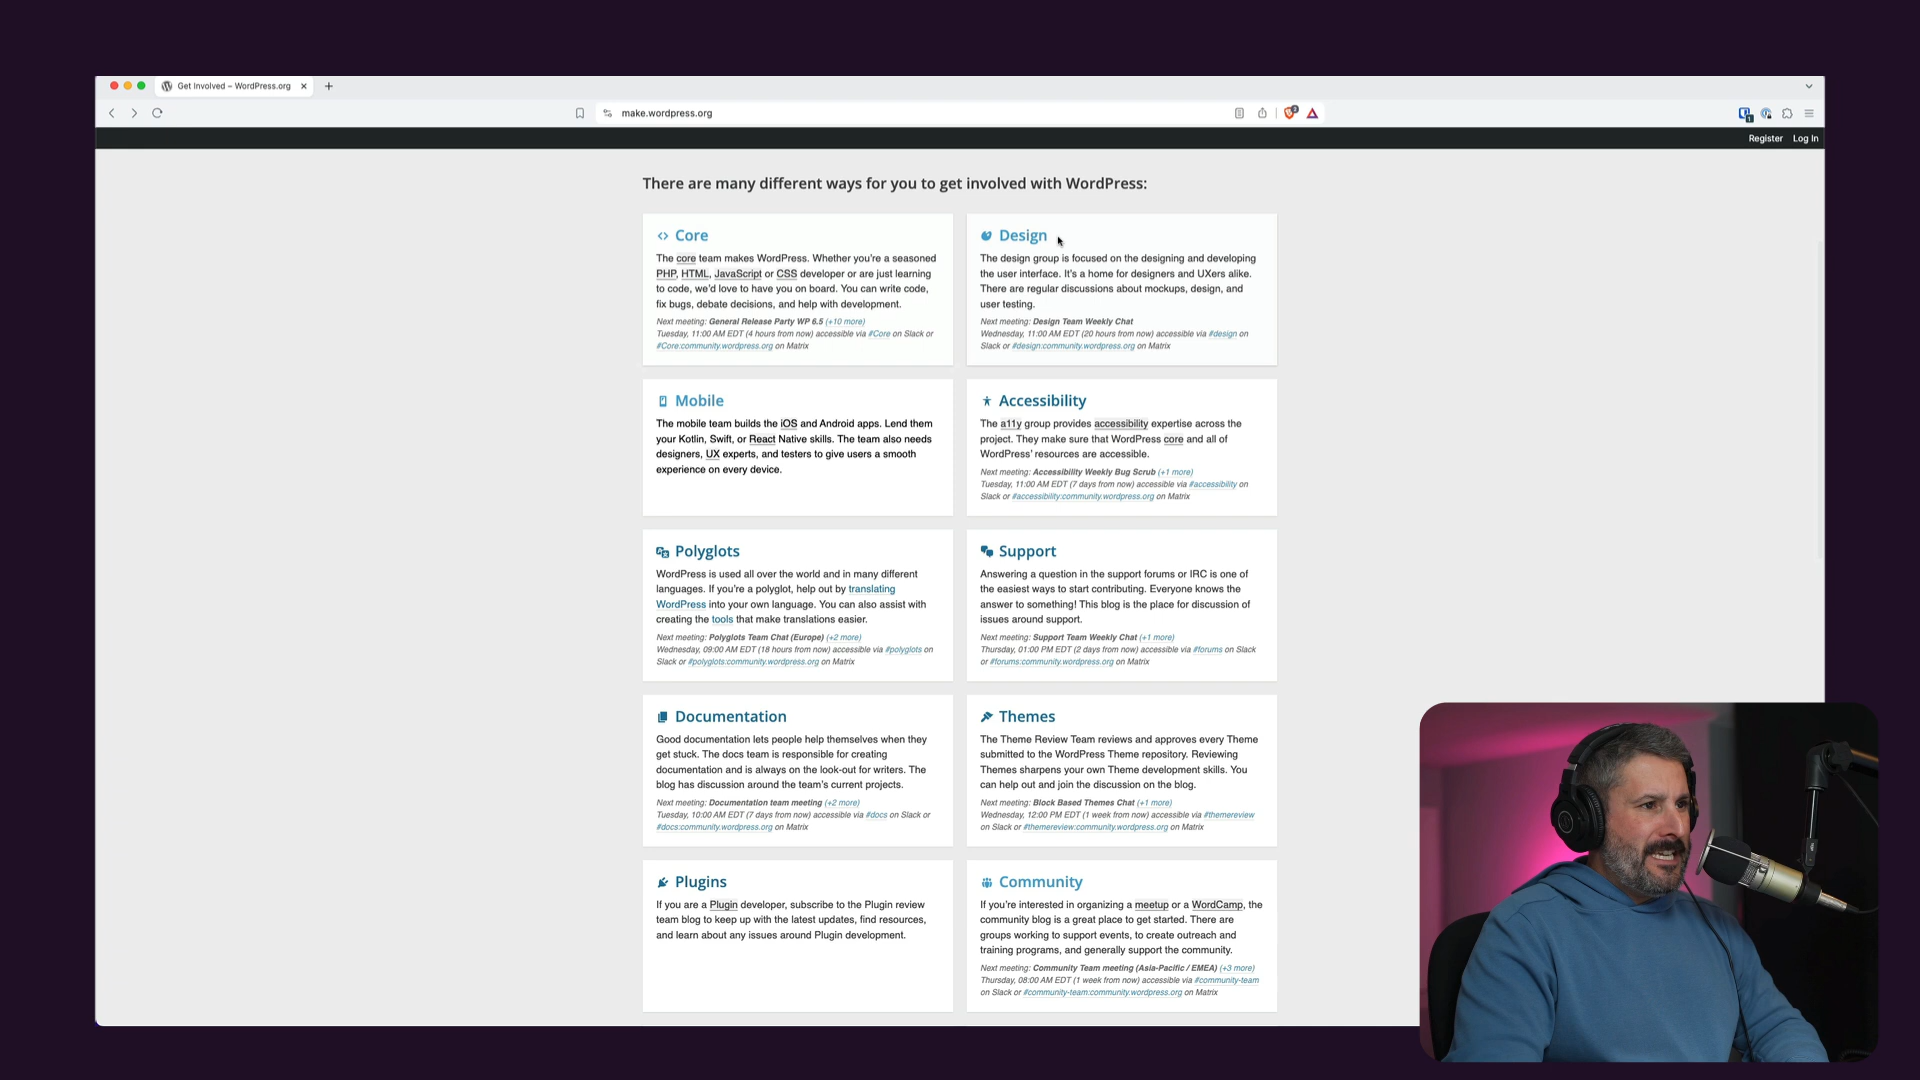 Get Involved – WordPress.org
make.wordpress.org
Register Log In
There are many different ways for you to get involved with WordPress:
Core
The core team makes WordPress. Whether you're a seasoned
PHP, HTML, JavaScript or CSS developer or are just learning
to code, we'd love to have you on board. You can write code,
fix bugs, debate decisions, and help with development.
Next meeting: General Release Party WP 6.5 (+10 more)
Tuesday, 11:00 AM EDT (4 hours from now) accessible via #Core on Slack or
#Core:community.wordpress.org on Matrix
Design
The design group is focused on the designing and developing
the user interface. It's a home for designers and UXers alike.
There are regular discussions about mockups, design, and
user testing.
Next meeting: Design Team Weekly Chat
Wednesday, 11:00 AM EDT (20 hours from now) accessible via #design on
Slack or #design:community.wordpress.org on Matrix
Mobile
The mobile team builds the iOS and Android apps. Lend them
your Kotlin, Swift, or React Native skills. The team also needs
designers, UX experts, and testers to give users a smooth
experience on every device.
Accessibility
The a11y group provides accessibility expertise across the
project. They make sure that WordPress core and all of
WordPress' resources are accessible.
Next meeting: Accessibility Weekly Bug Scrub (+1 more)
Tuesday, 11:00 AM EDT (7 days from now) accessible via #accessibility on
Slack or #accessibility:community.wordpress.org on Matrix
Polyglots
WordPress is used all over the world and in many different
languages. If you're a polyglot, help out by translating
WordPress into your own language. You can also assist with
creating the tools that make translations easier.
Next meeting: Polyglots Team Chat (Europe) (+2 more)
Wednesday, 09:00 AM EDT (18 hours from now) accessible via #polyglots on
Slack or #polyglots:community.wordpress.org on Matrix
Support
Answering a question in the support forums or IRC is one of
the easiest ways to start contributing. Everyone knows the
answer to something! This blog is the place for discussion of
issues around support.
Next meeting: Support Team Weekly Chat (+1 more)
Thursday, 01:00 PM EDT (2 days from now) accessible via #forums on Slack
or #forums:community.wordpress.org on Matrix
Documentation
Good documentation lets people help themselves when they
get stuck. The docs team is responsible for creating
documentation and is always on the look-out for writers. The
blog has discussion around the team's current projects.
Next meeting: Documentation team meeting (+2 more)
Tuesday, 10:00 AM EDT (7 days from now) accessible via #docs on Slack or
#docs:community.wordpress.org on Matrix
Themes
The Theme Review Team reviews and approves every Theme
submitted to the WordPress Theme repository. Reviewing
Themes sharpens your own Theme development skills. You
can help out and join the discussion on the blog.
Next meeting: Block Based Themes Chat (+1 more)
Wednesday, 12:00 PM EDT (1 week from now) accessible via #themereview
on Slack or #themereview:community.wordpress.org on Matrix
Plugins
If you are a Plugin developer, subscribe to the Plugin review
team blog to keep up with the latest updates, find resources,
and learn about any issues around Plugin development.
Community
If you're interested in organizing a meetup or a WordCamp, the
community blog is a great place to get started. There are
groups working to support events, to create outreach and
training programs, and generally support the community.
Next meeting: Community Team meeting (Asia-Pacific / EMEA) (+3 more)
Thursday, 08:00 AM EDT (1 week from now) accessible via #community-team
on Slack or #community-team:community.wordpress.org on Matrix